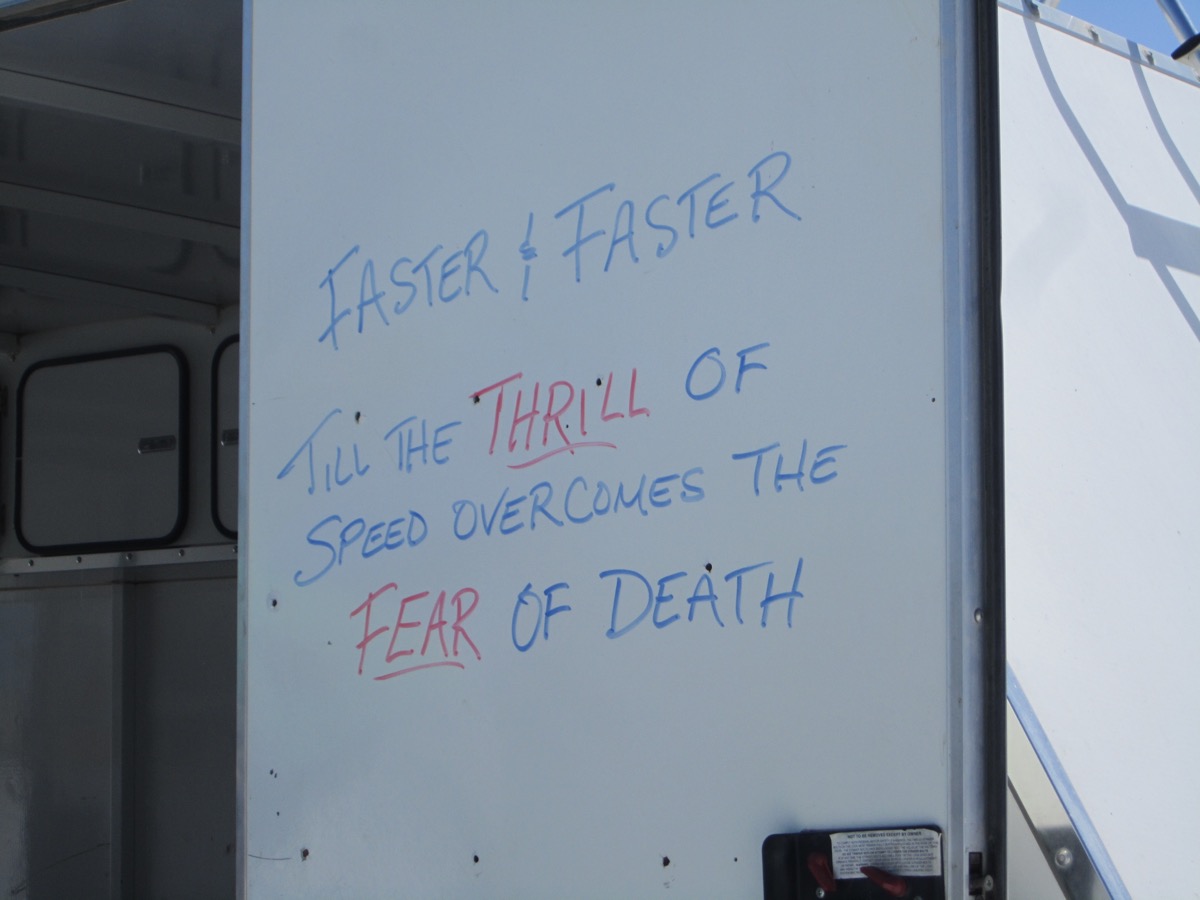 FASTER & FASTER
TILL THE THRILL OF
SPEED OVERCOMES THE
FEAR OF DEATH